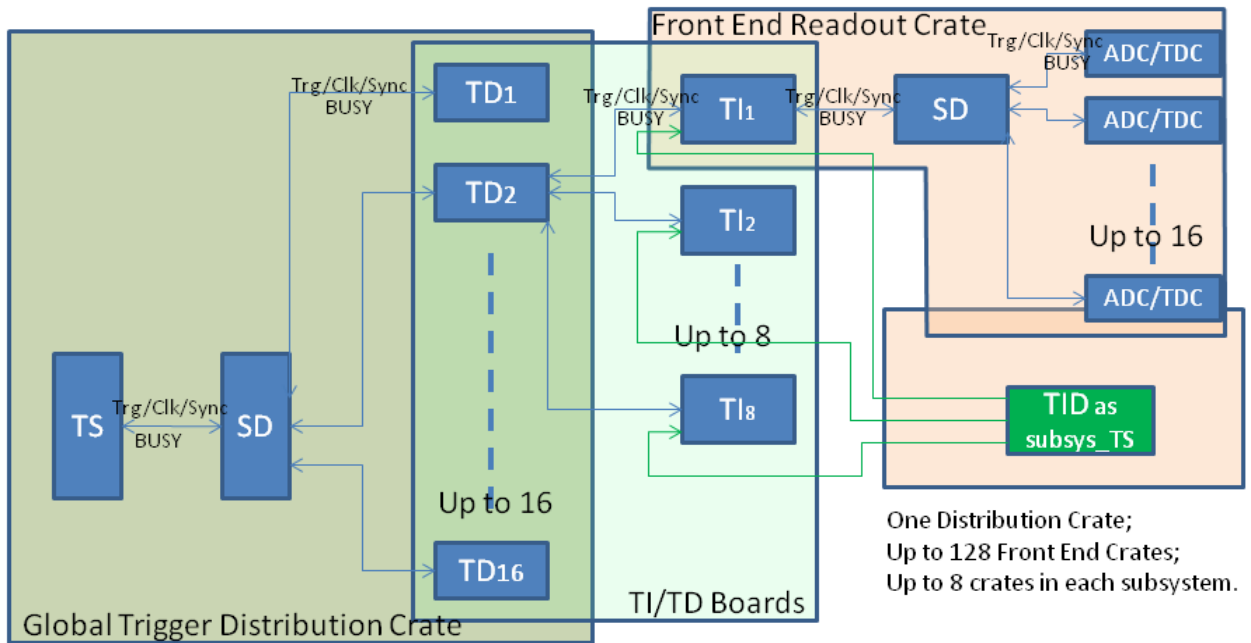 Front End Readout Crate
Trg/Clk/Sync
BUSY
TD1
Trg/Clk/Sync
BUSY
TI1
Trg/Clk/Sync
BUSY
SD
Trg/Clk/Sync
BUSY
ADC/TDC
ADC/TDC
TD2
TI2
Up to 16
ADC/TDC
Up to 8
TS
Trg/Clk/Sync
BUSY
SD
TI8
TID as
subsys_TS
Up to 16
TD16
One Distribution Crate;
Up to 128 Front End Crates;
Up to 8 crates in each subsystem.
Global Trigger Distribution Crate
TI/TD Boards